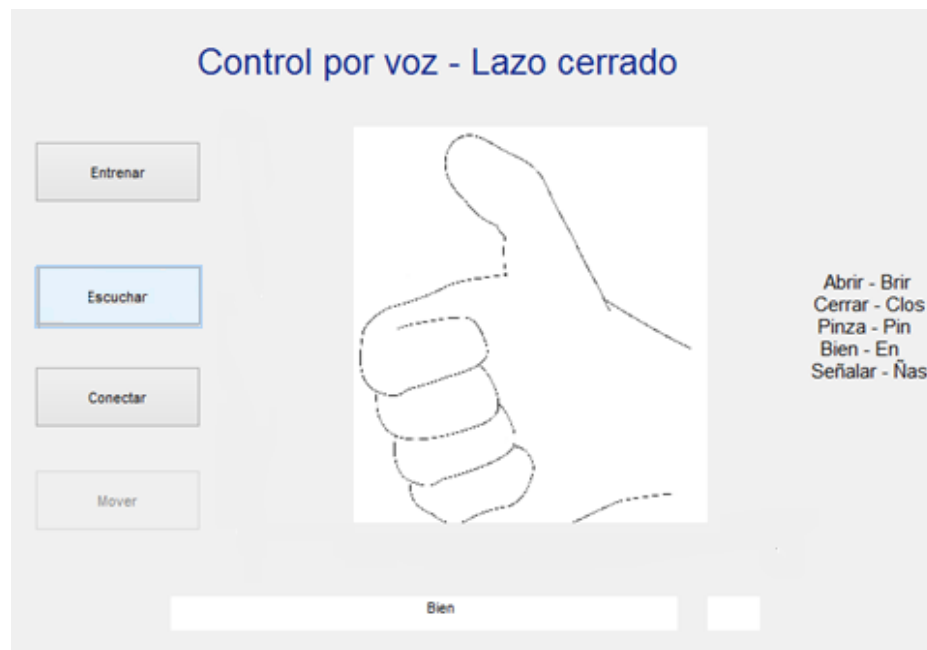 Control por voz - Lazo cerrado
Entrenar
Escuchar
Conectar
Mover
Abrir - Brir
Cerrar - Clos
Pinza - Pin
Bien - En
Señalar - Ñas
Bien